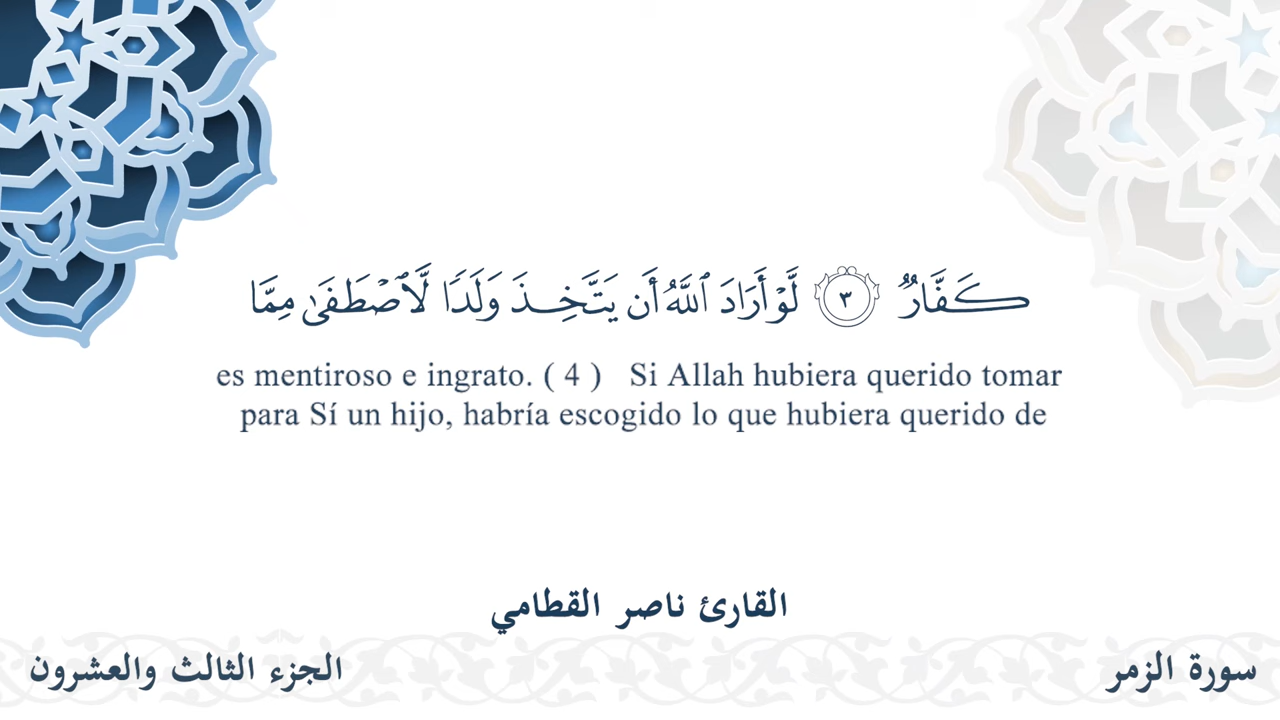 كَفَّارٞ ٣ لَّوۡ أَرَادَ ٱللَّهُ أَن يَتَّخِذَ وَلَدٗا لَّٱصۡطَفَىٰ مِمَّا
es mentiroso e ingrato. ( 4 ) Si Allah hubiera querido tomar
para Sí un hijo, habría escogido lo que hubiera querido de
القارئ ناصر القطامي
سورة الزمر
الجزء الثالث والعشرون